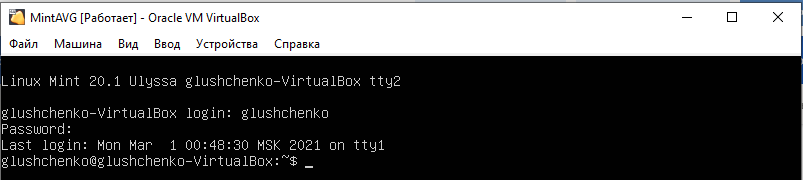 MintAVG [Работает] - Oracle VM VirtualBox
Файл Машина Вид Ввод Устройства Справка
Linux Mint 20.1 Ulyssa glushchenko-VirtualBox tty2
glushchenko-VirtualBox login: glushchenko
Password:
Last login: Mon Mar  1 00:48:30 MSK 2021 on tty1
glushchenko@glushchenko-VirtualBox:~$ _